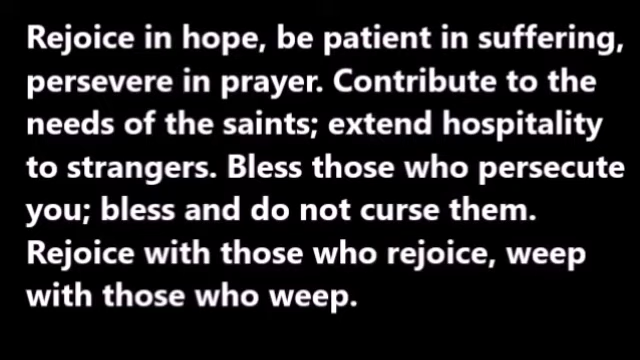 Rejoice in hope, be patient in suffering,
persevere in prayer. Contribute to the
needs of the saints; extend hospitality
to strangers. Bless those who persecute
you; bless and do not curse them.
Rejoice with those who rejoice, weep
with those who weep.